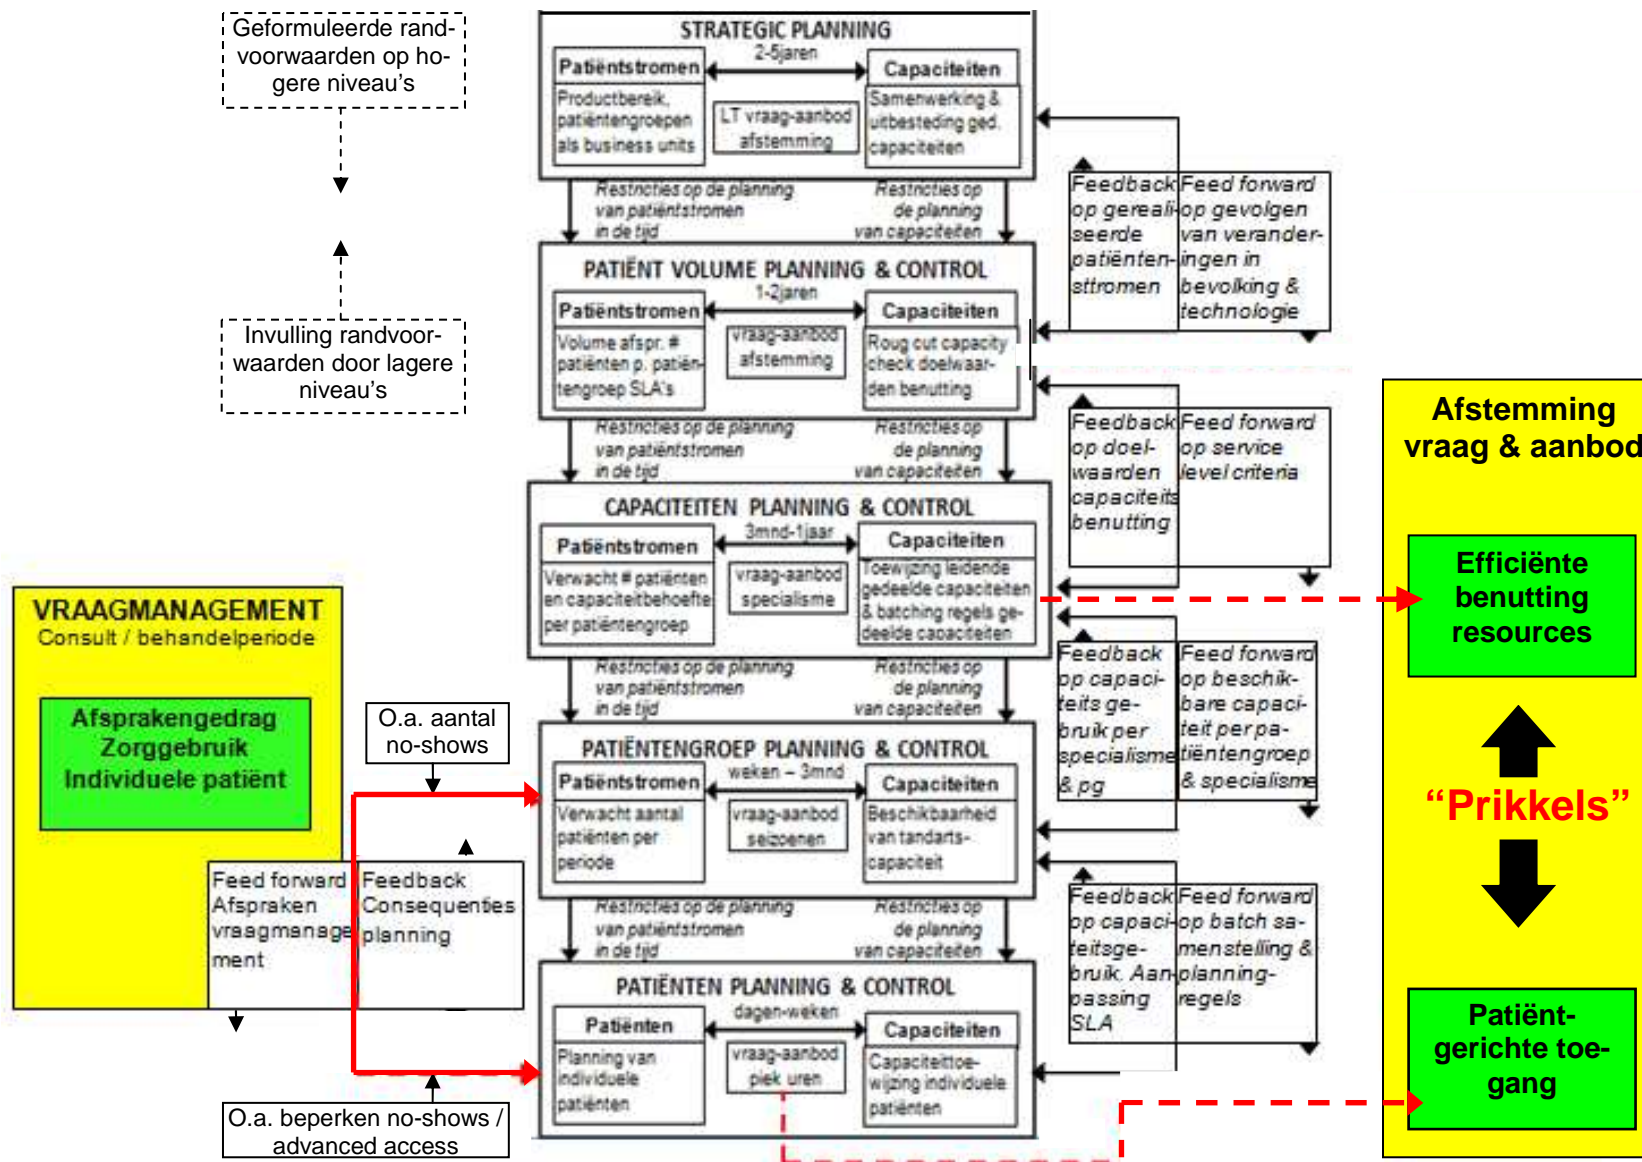 Geformuleerde rand-
voorwaarden op ho-
gere niveau's
Invulling randvoor-
waarden door lagere
niveau's
STRATEGIC PLANNING
2-5jaren
Patiëntstromen
Capaciteiten
Productbereik,
patiëntengroepen
als business units
LT vraag-aanbod
afstemming
Samenwerking &
uitbesteding ged.
capaciteiten
Restricties op de planning
van patiëntstromen
in de tijd
Restricties op
de planning
van capaciteiten
Feedback
op gereali-
seerde
patiënten-
sttromen
Feed forward
op gevolgen
van verander-
ingen in
bevolking &
technologie
PATIËNT VOLUME PLANNING & CONTROL
1-2jaren
Patiëntstromen
Capaciteiten
Volume afspr. #
patiënten p. patiën-
tengroep SLA's
vraag-aanbod
afstemming
Roug cut capacity
check doelwaar-
den benutting
Restricties op de planning
van patiëntstromen
in de tijd
Restricties op
de planning
van capaciteiten
Feedback
op doel-
waarden
capaciteits
benutting
Feed forward
op service
level criteria
CAPACITEITEN PLANNING & CONTROL
3mnd-1jaar
Patiëntstromen
Capaciteiten
Verwacht # patiënten
en capaciteitbehoefte
per patiëntengroep
vraag-aanbod
specialisme
Toewijzing leidende
gedeelde capaciteiten
& batching regels ge-
deelde capaciteiten
Restricties op de planning
van patiëntstromen
in de tijd
Restricties op
de planning
van capaciteiten
Feedback
op capaci-
teits ge-
bruik per
specialisme
& pg
Feed forward
op beschik-
bare capaci-
teit per pa-
tiëntengroep
& specialisme
PATIËNTENGROEP PLANNING & CONTROL
weken – 3mnd
Patiëntstromen
Capaciteiten
Verwacht aantal
patiënten per
periode
vraag-aanbod
seizoenen
Beschikbaarheid
van tandarts-
capaciteit
Restricties op de planning
van patiëntstromen
in de tijd
Restricties op
de planning
van capaciteiten
Feedback
op capaci-
teitsge-
bruik. Aan-
passing
SLA
Feed forward
op batch sa-
menstelling &
planning-
regels
PATIËNTEN PLANNING & CONTROL
dagen-weken
Patiënten
Capaciteiten
Planning van
individuele
patiënten
vraag-aanbod
piek uren
Capaciteittoe-
wijzing individuele
patiënten
VRAAGMANAGEMENT
Consult / behandelperiode
Afsprakengedrag
Zorggebruik
Individuele patiënt
O.a. aantal
no-shows
Feed forward
Afspraken
vraagmanage
ment
Feedback
Consequenties
planning
O.a. beperken no-shows /
advanced access
Afstemming
vraag & aanbod
Efficiënte
benutting
resources
“Prikkels”
Patiënt-
gerichte toe-
gang